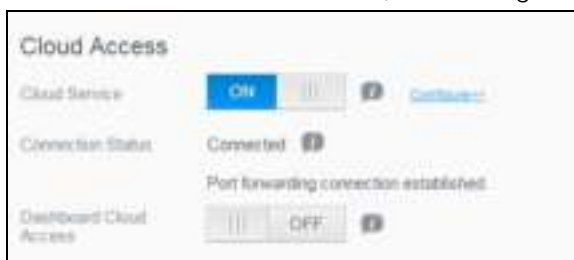 Cloud Access
Cloud Service ON Configure
Connection Status Connected
Port forwarding connection established.
Dashboard Cloud OFF
Access